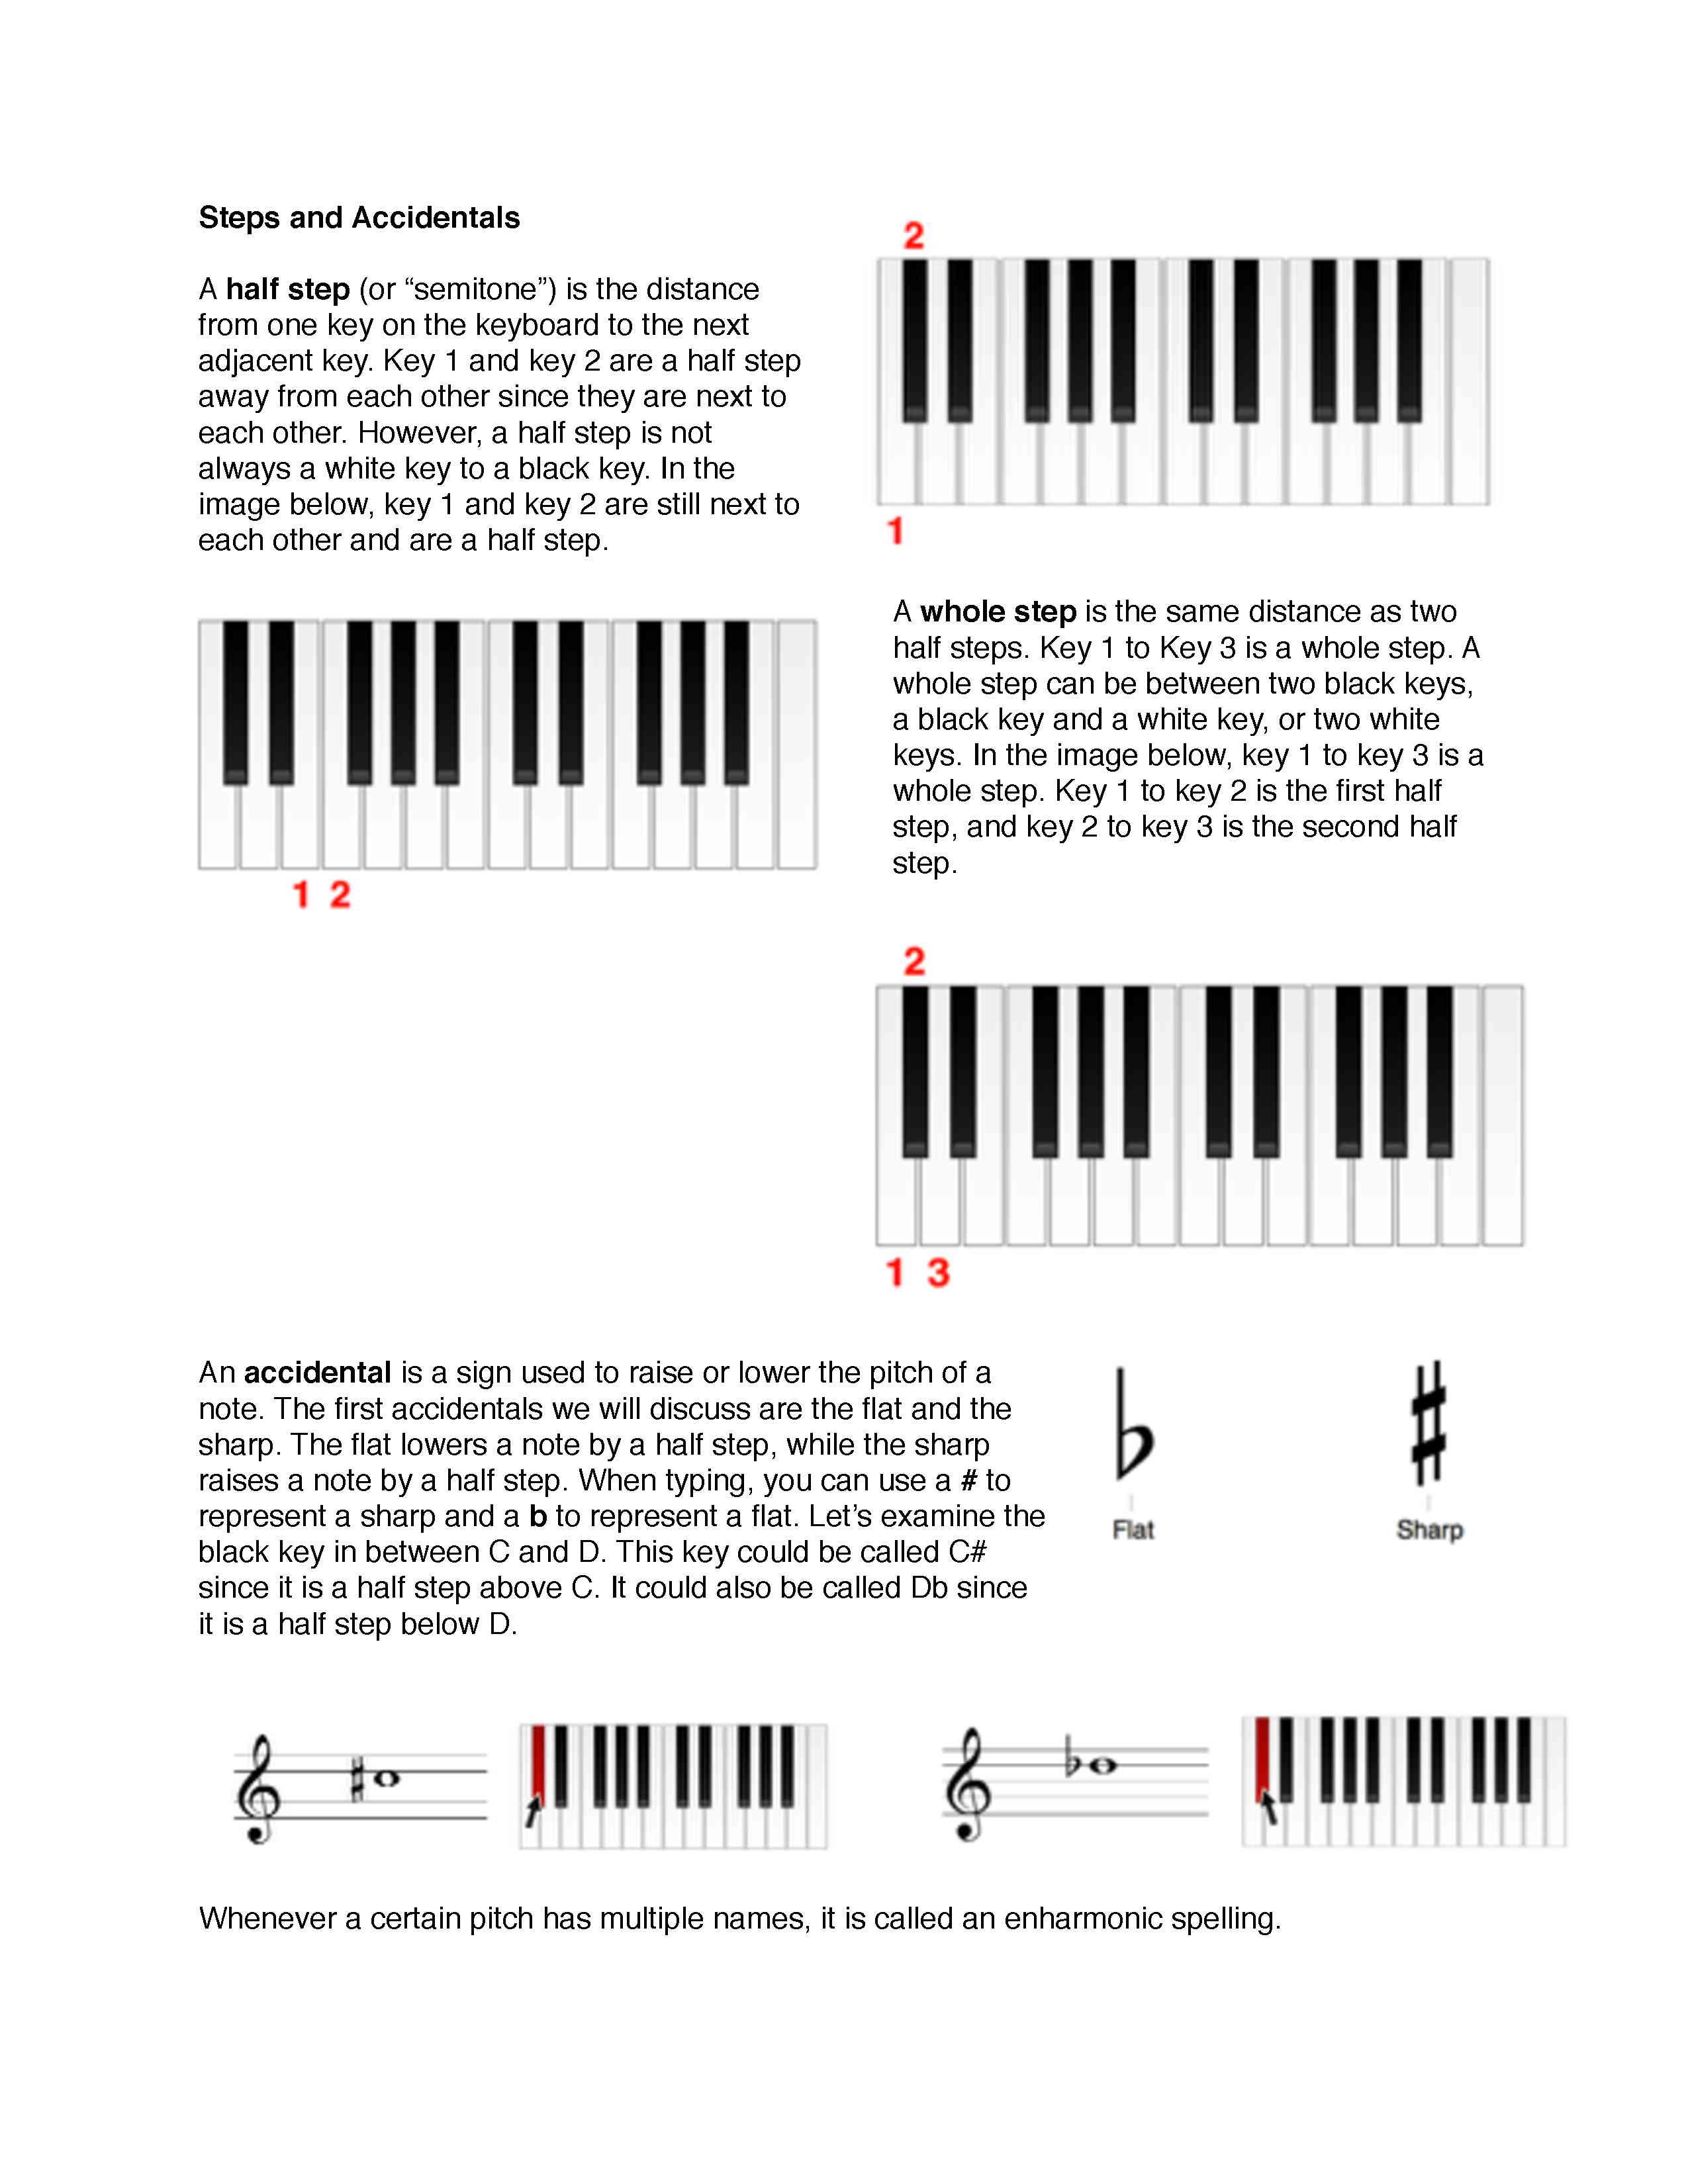 Steps and Accidentals
A half step (or “semitone”) is the distance
from one key on the keyboard to the next
adjacent key. Key 1 and key 2 are a half step
away from each other since they are next to
each other. However, a half step is not
always a white key to a black key. In the
image below, key 1 and key 2 are still next to
each other and are a half step.
2
1
1 2
A whole step is the same distance as two
half steps. Key 1 to Key 3 is a whole step. A
whole step can be between two black keys,
a black key and a white key, or two white
keys. In the image below, key 1 to key 3 is a
whole step. Key 1 to key 2 is the first half
step, and key 2 to key 3 is the second half
step.
2
1 3
An accidental is a sign used to raise or lower the pitch of a
note. The first accidentals we will discuss are the flat and the
sharp. The flat lowers a note by a half step, while the sharp
raises a note by a half step. When typing, you can use a # to
represent a sharp and a b to represent a flat. Let’s examine the
black key in between C and D. This key could be called C#
since it is a half step above C. It could also be called Db since
it is a half step below D.
Flat
Sharp
Whenever a certain pitch has multiple names, it is called an enharmonic spelling.